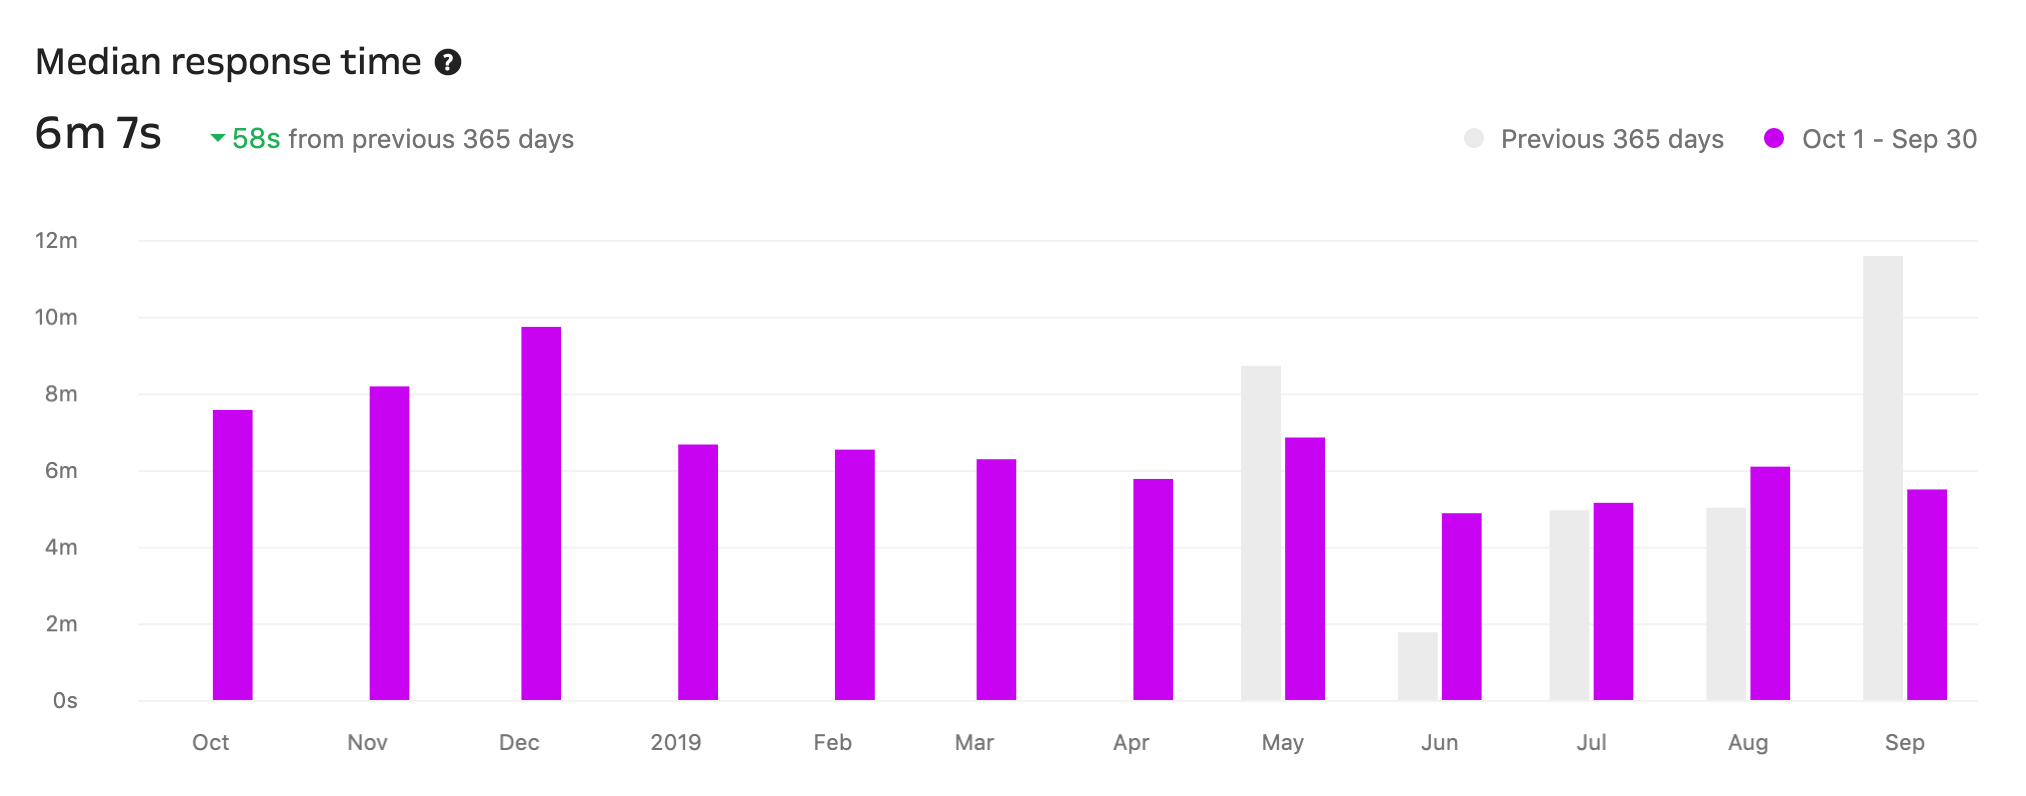 Median response time ?
6m 7s
58s from previous 365 days
Previous 365 days
Oct 1 - Sep 30
12m
10m
8m
6m
4m
2m
0s
Oct Nov Dec 2019 Feb Mar Apr May Jun Jul Aug Sep